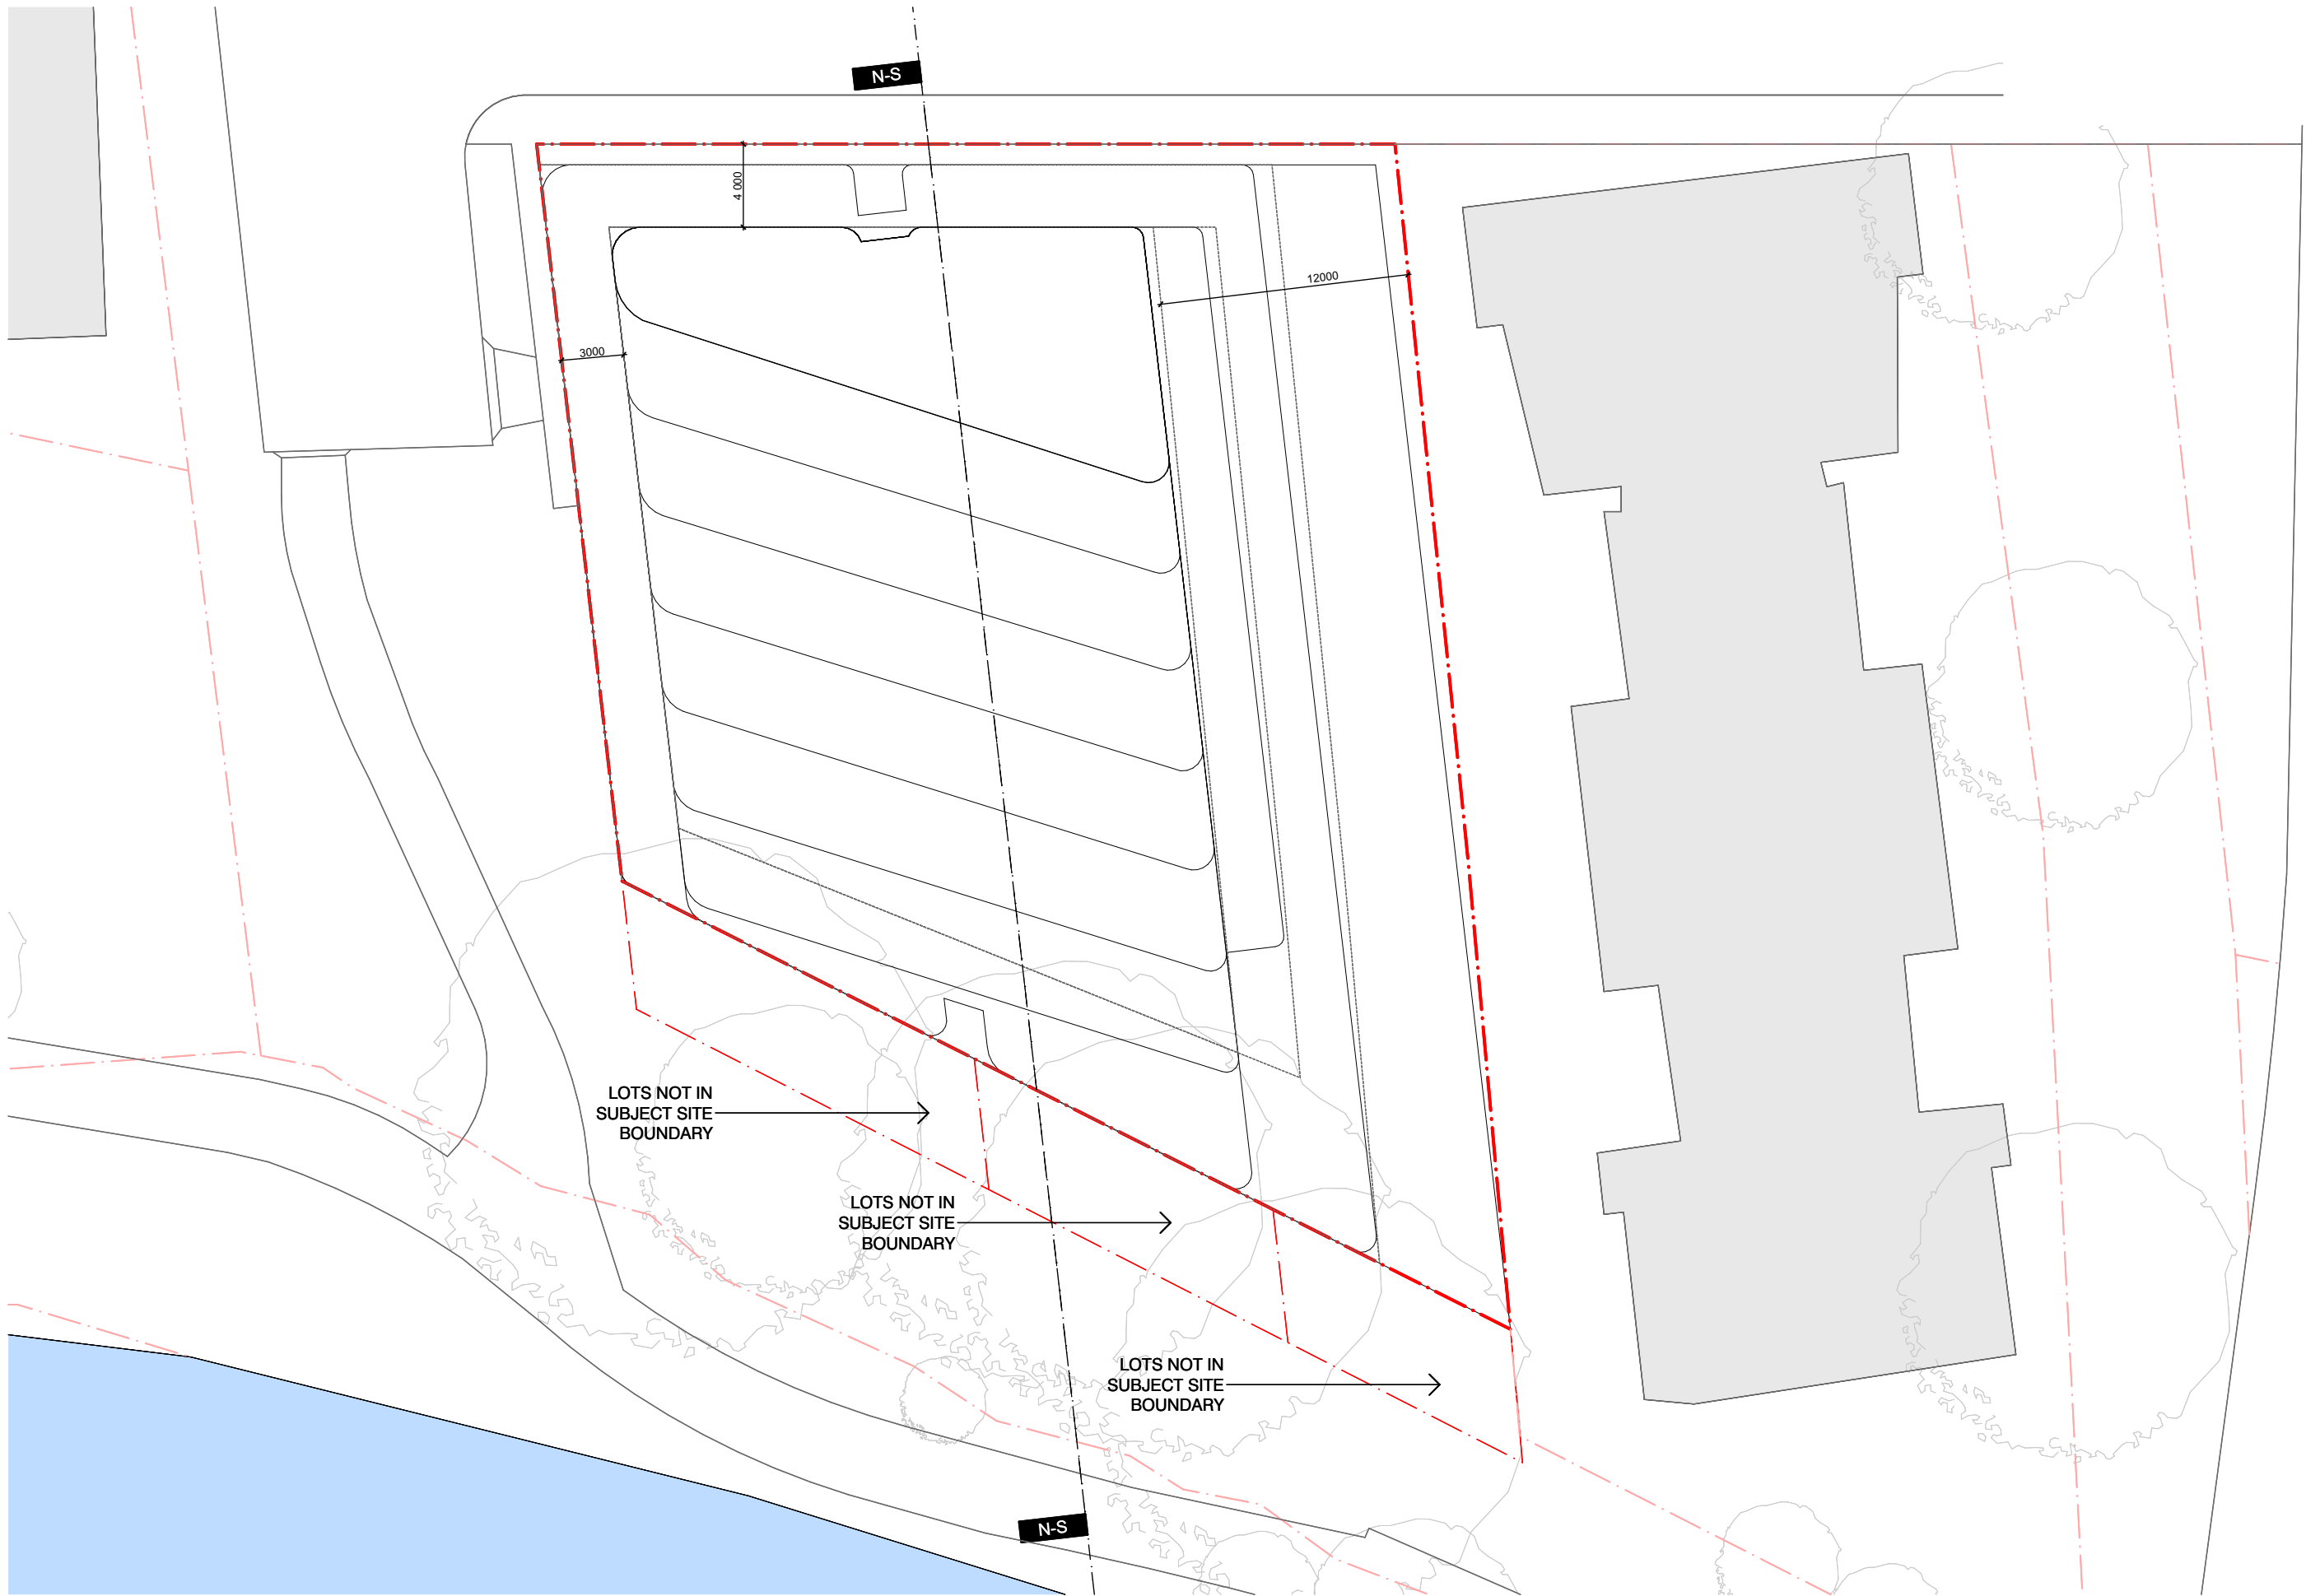 N-S
4 000
12000
3000
LOTS NOT IN
SUBJECT SITE
BOUNDARY
LOTS NOT IN
SUBJECT SITE
BOUNDARY
LOTS NOT IN
SUBJECT SITE
BOUNDARY
N-S